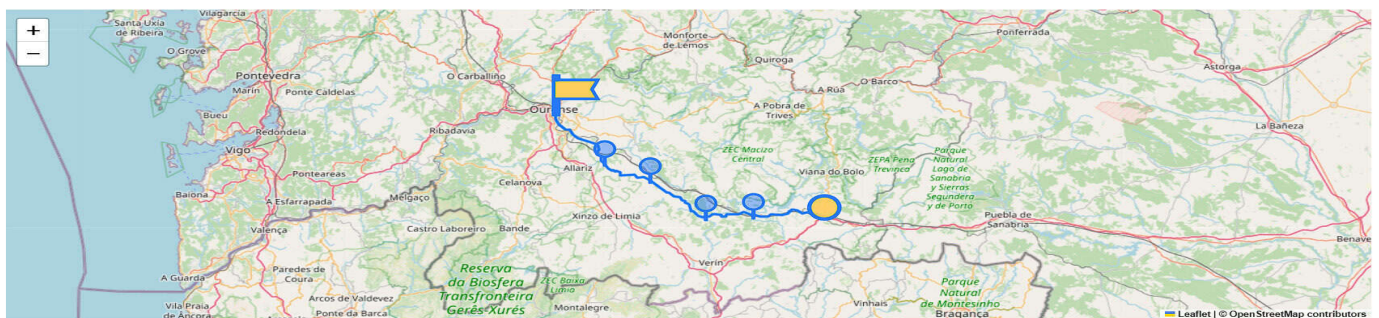 Vilagarcía
Santa Uxía
de Ribeira
+
−
O Grove
Pontevedra
Marin
Ponte Caldelas
Bueu
Redondela
Vigo
Ponteareas
Baiona
A Esfarrapada
Valença
A Guarda
Vila Praia
de Âncora
Paredes de
Coura
Arcos de Valdevez
Ponte da Barca
Melgaço
Castro Laboreiro
Ribadavia
O Carballiño
Ourense
Celanova
Allariz
Bande
Xinzo de Limia
Reserva
da Biosfera
Transfronteira
Gerês-Xurés
ZEC Baixa
Limia
Montalegre
Monforte
de Lemos
Quiroga
A Rúa
O Barco
A Pobra de
Trives
ZEC Macizo
Central
Viana do Bolo
ZEPA Pena
Trevinca
Verín
Parque
Natural
Lago de
Sanabria
y Sierras
Segundera
y de Porto
Puebla de
Sanabria
Vinhais
Parque
Natural
de Montesinho
Bragança
Ponferrada
Astorga
La Bañeza
Benave
Leaflet | © OpenStreetMap contributors